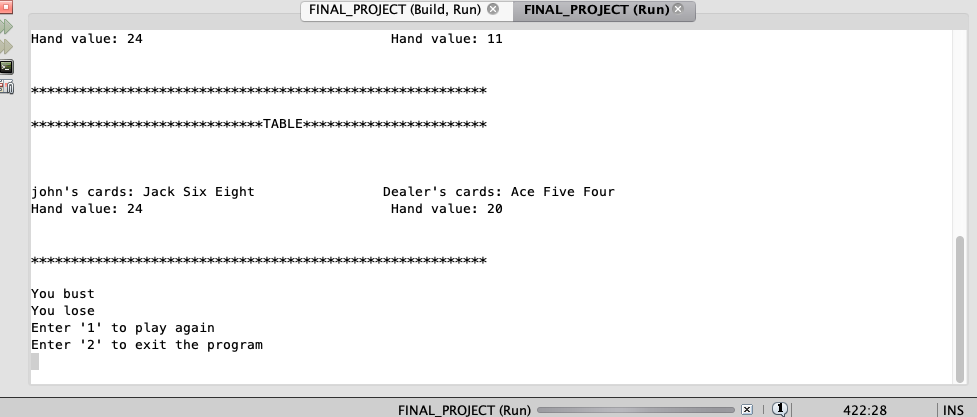 FINAL_PROJECT (Build, Run) FINAL_PROJECT (Run)
Hand value: 24 Hand value: 11
*********************************************************
*****************************TABLE***********************
john's cards: Jack Six Eight Dealer's cards: Ace Five Four
Hand value: 24 Hand value: 20
*********************************************************
You bust
You lose
Enter '1' to play again
Enter '2' to exit the program
FINAL_PROJECT (Run) 1 422:28 INS